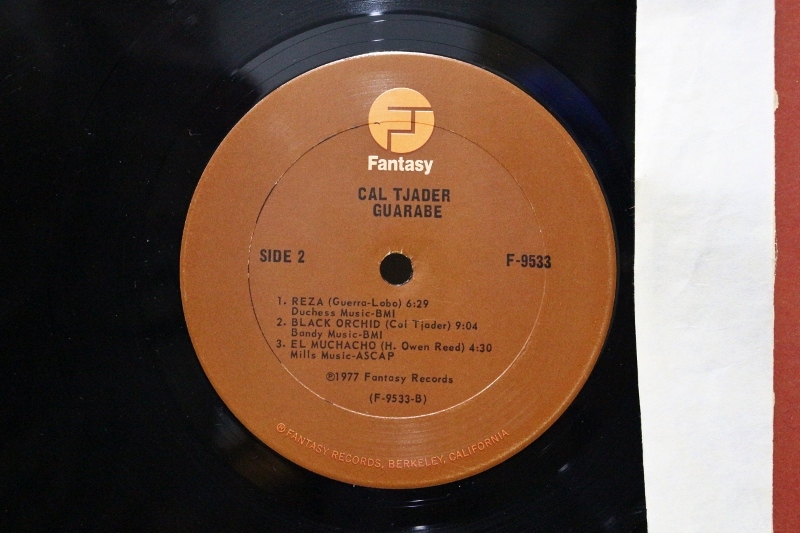 Fantasy
CAL TJADER
GUARABE
SIDE 2
F-9533
1. REZA (Guerra-Lobo) 6:29
Duchess Music-BMI
2. BLACK ORCHID (Cal Tjader) 9:04
Bandy Music-BMI
3. EL MUCHACHO (H. Owen Reed) 4:30
Mills Music-ASCAP
℗1977 Fantasy Records
(F-9533-B)
® FANTASY RECORDS, BERKELEY, CALIFORNIA